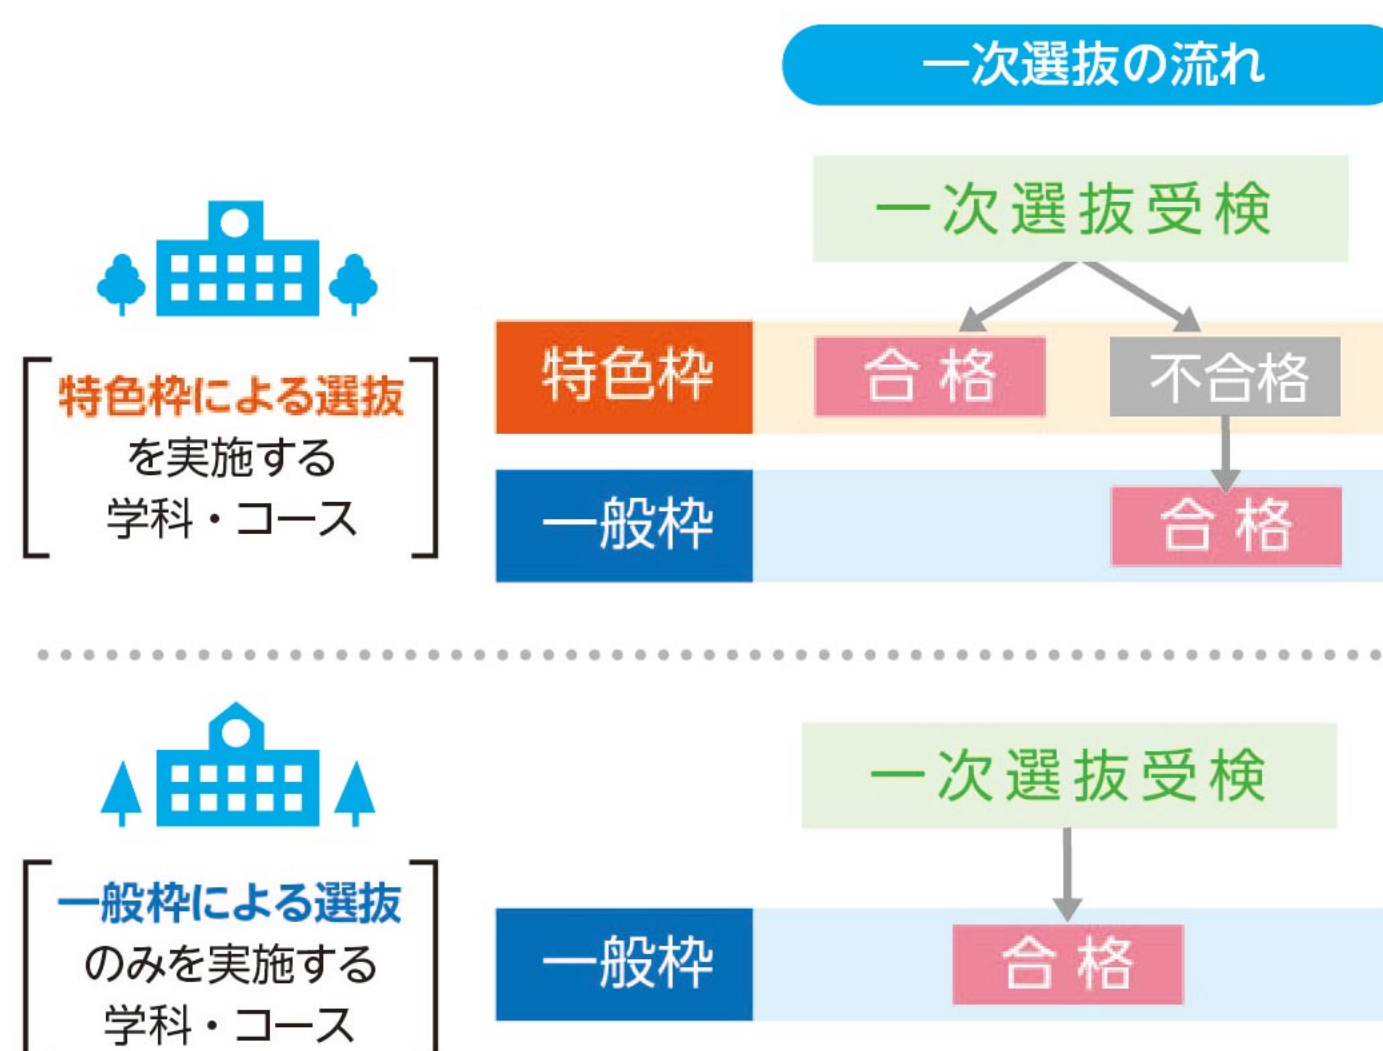 一次選抜の流れ
一次選抜受検
特色枠による選抜
を実施する
学科・コース
特色枠
合格
不合格
一般枠
合格
一次選抜受検
一般枠による選抜
のみを実施する
学科・コース
一般枠
合格